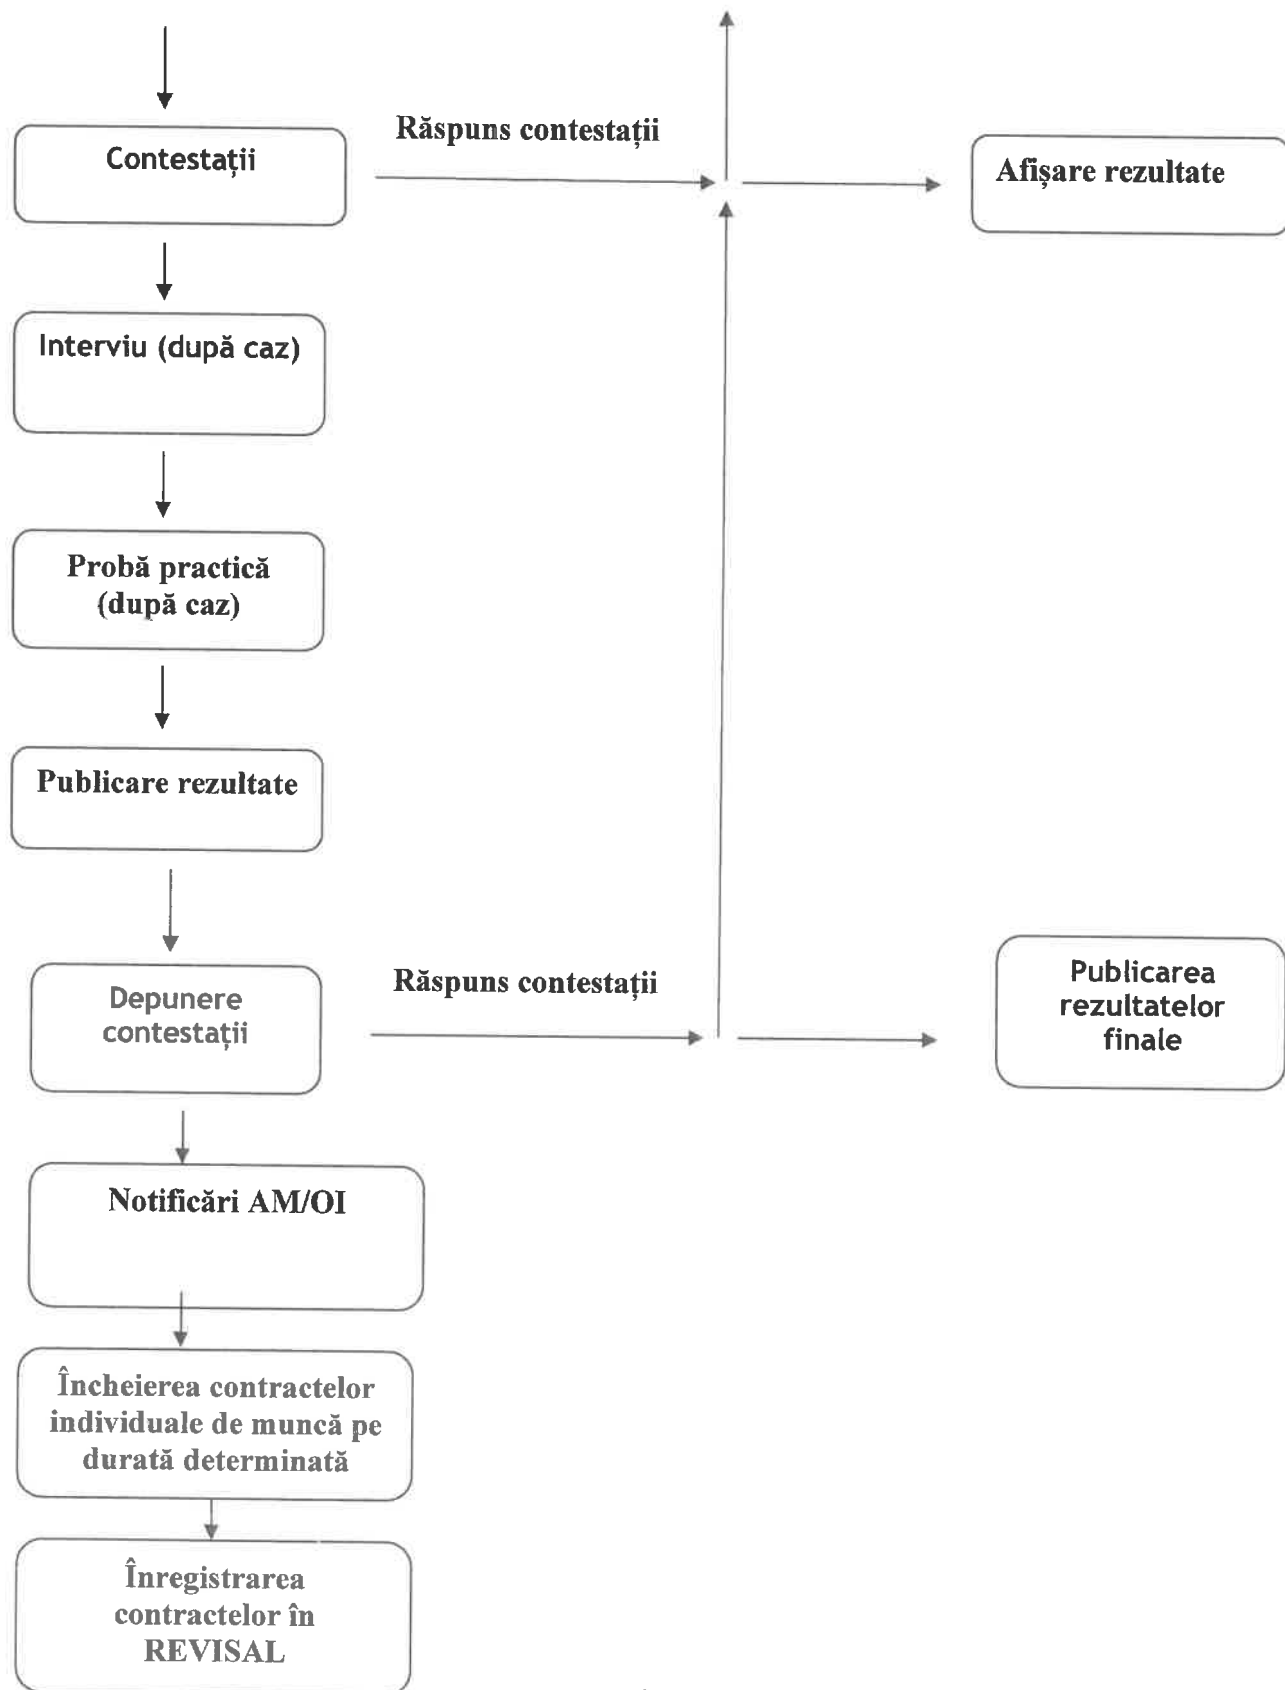 Contestații
Răspuns contestații
Afișare rezultate
Interviu (după caz)
Probă practică
(după caz)
Publicare rezultate
Depunere
contestații
Răspuns contestații
Publicarea
rezultatelor
finale
Notificări AM/OI
Încheierea contractelor
individuale de muncă pe
durată determinată
Înregistrarea
contractelor în
REVISAL